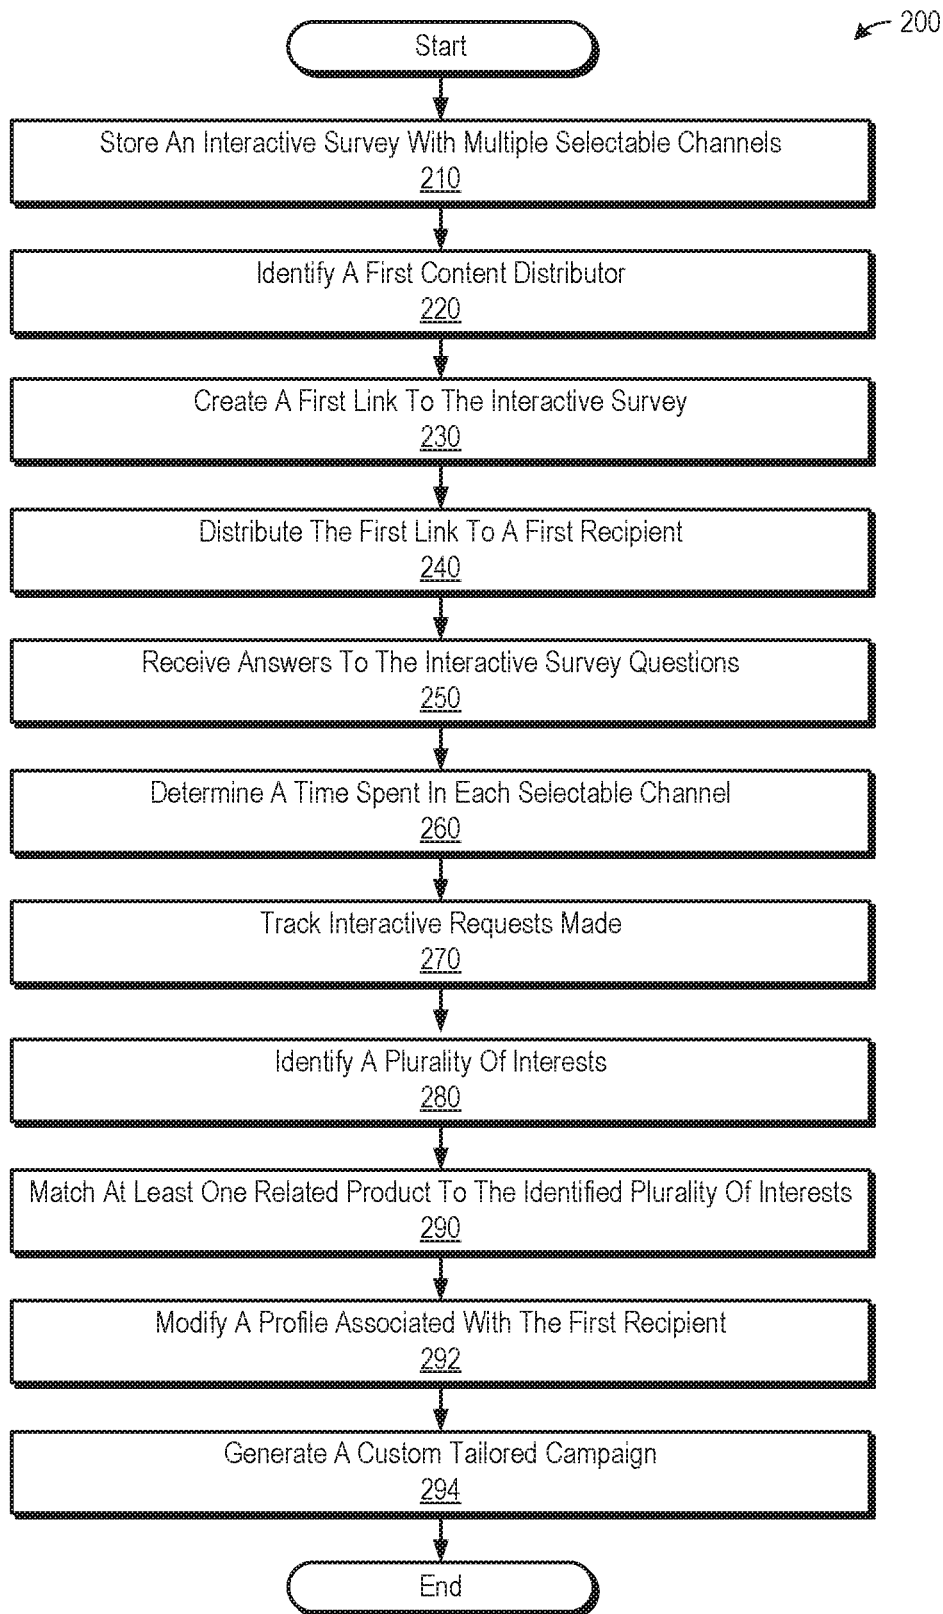 200
Start
Store An Interactive Survey With Multiple Selectable Channels
210
Identify A First Content Distributor
220
Create A First Link To The Interactive Survey
230
Distribute The First Link To A First Recipient
240
Receive Answers To The Interactive Survey Questions
250
Determine A Time Spent In Each Selectable Channel
260
Track Interactive Requests Made
270
Identify A Plurality Of Interests
280
Match At Least One Related Product To The Identified Plurality Of Interests
290
Modify A Profile Associated With The First Recipient
292
Generate A Custom Tailored Campaign
294
End